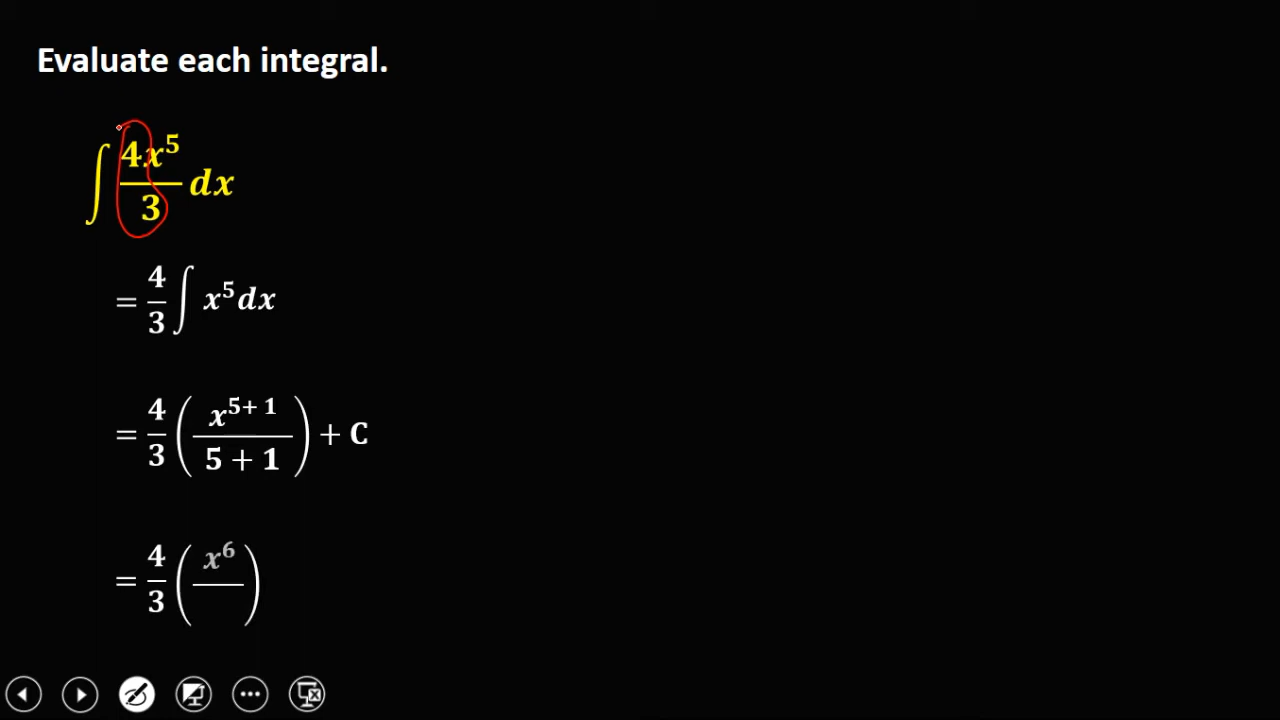 Evaluate each integral.
∫ 4x⁵/3 dx
= 4/3 ∫ x⁵dx
= 4/3 (x⁵⁺ ¹/5 + 1) + C
= 4/3 (x⁶/ )